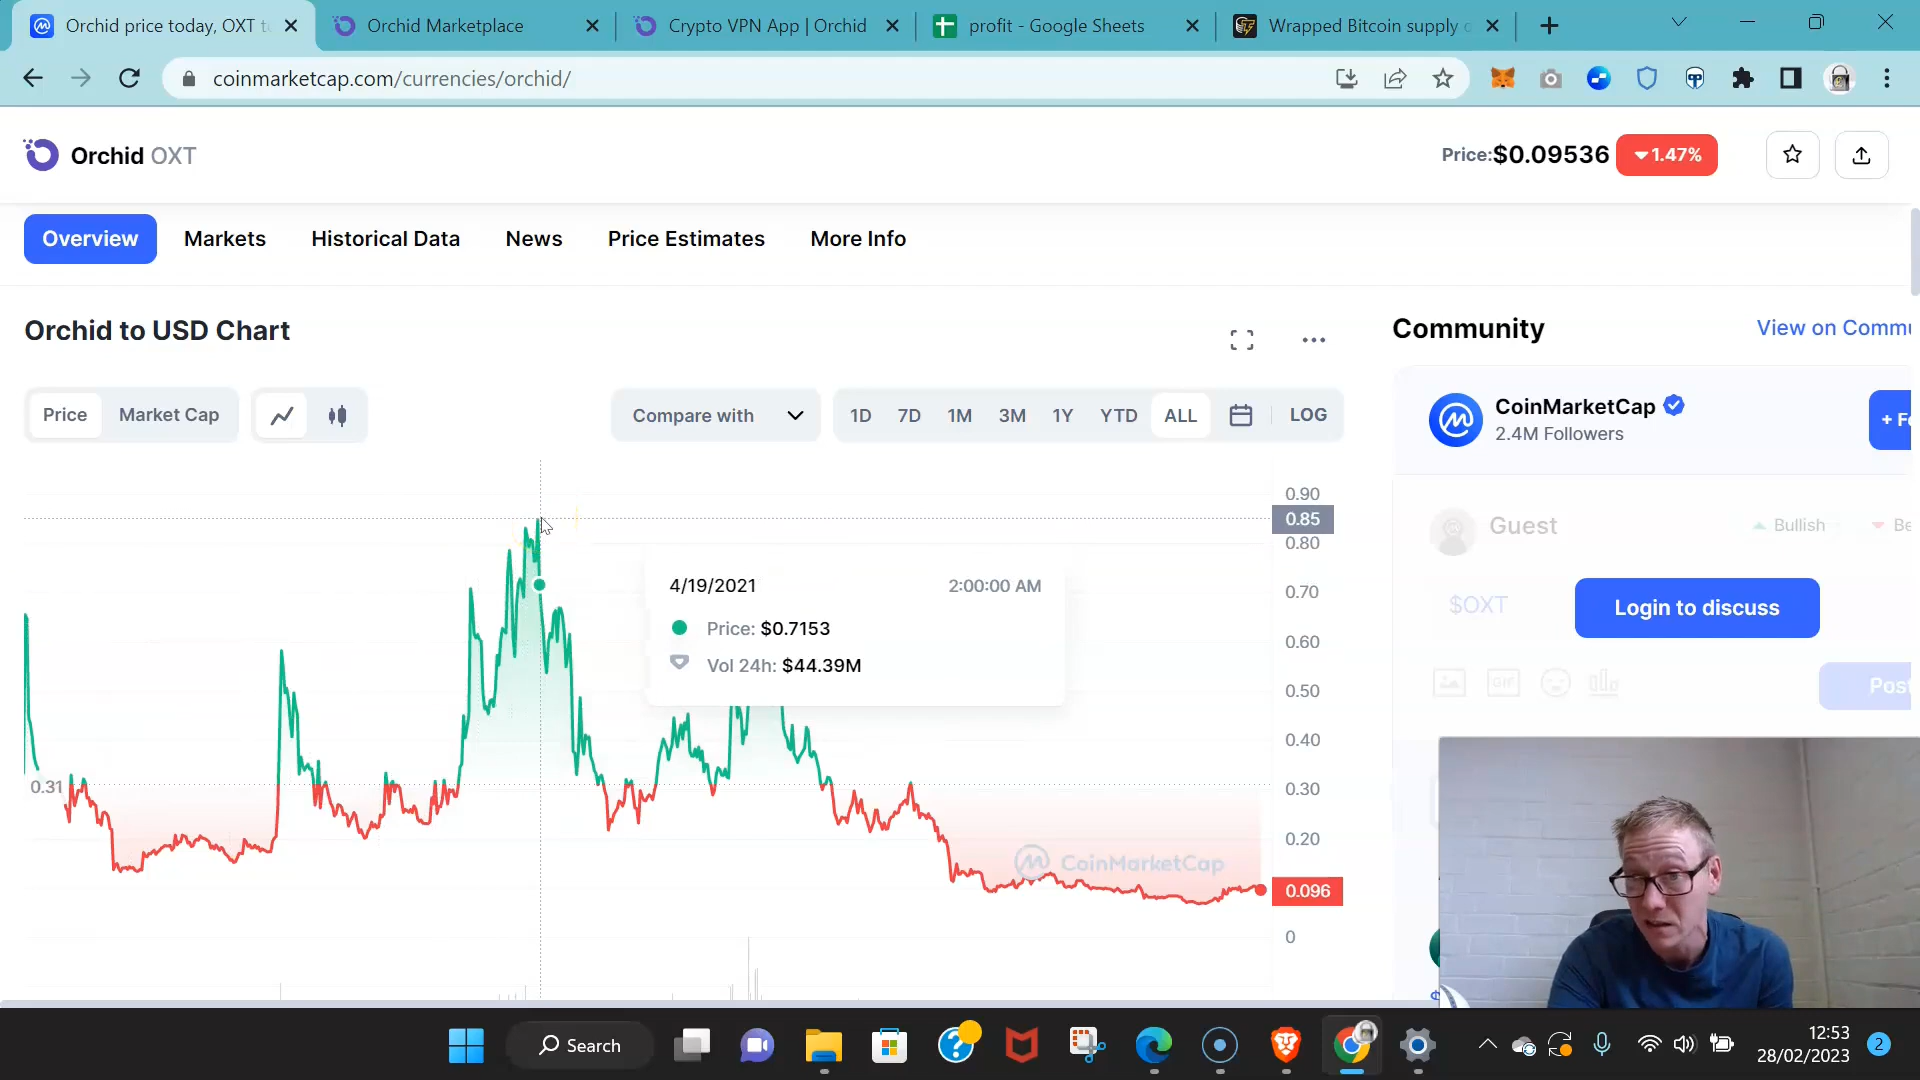 Orchid price today, OXT t
Orchid Marketplace
Crypto VPN App | Orchid
profit - Google Sheets
Wrapped Bitcoin supply
coinmarketcap.com/currencies/orchid/
Orchid OXT
Price:$0.09536
1.47%
Overview
Markets
Historical Data
News
Price Estimates
More Info
Orchid to USD Chart
Community
View on Commu
Price
Market Cap
Compare with
1D
7D
1M
3M
1Y
YTD
ALL
LOG
CoinMarketCap
2.4M Followers
+ F
0.90
0.85
0.80
0.70
0.60
0.50
0.40
0.30
0.20
0.096
0
0.31
4/19/2021
2:00:00 AM
Price: $0.7153
Vol 24h: $44.39M
CoinMarketCap
Guest
Bullish
Be
$OXT
Login to discuss
GIF
Post
Search
12:53
28/02/2023
2